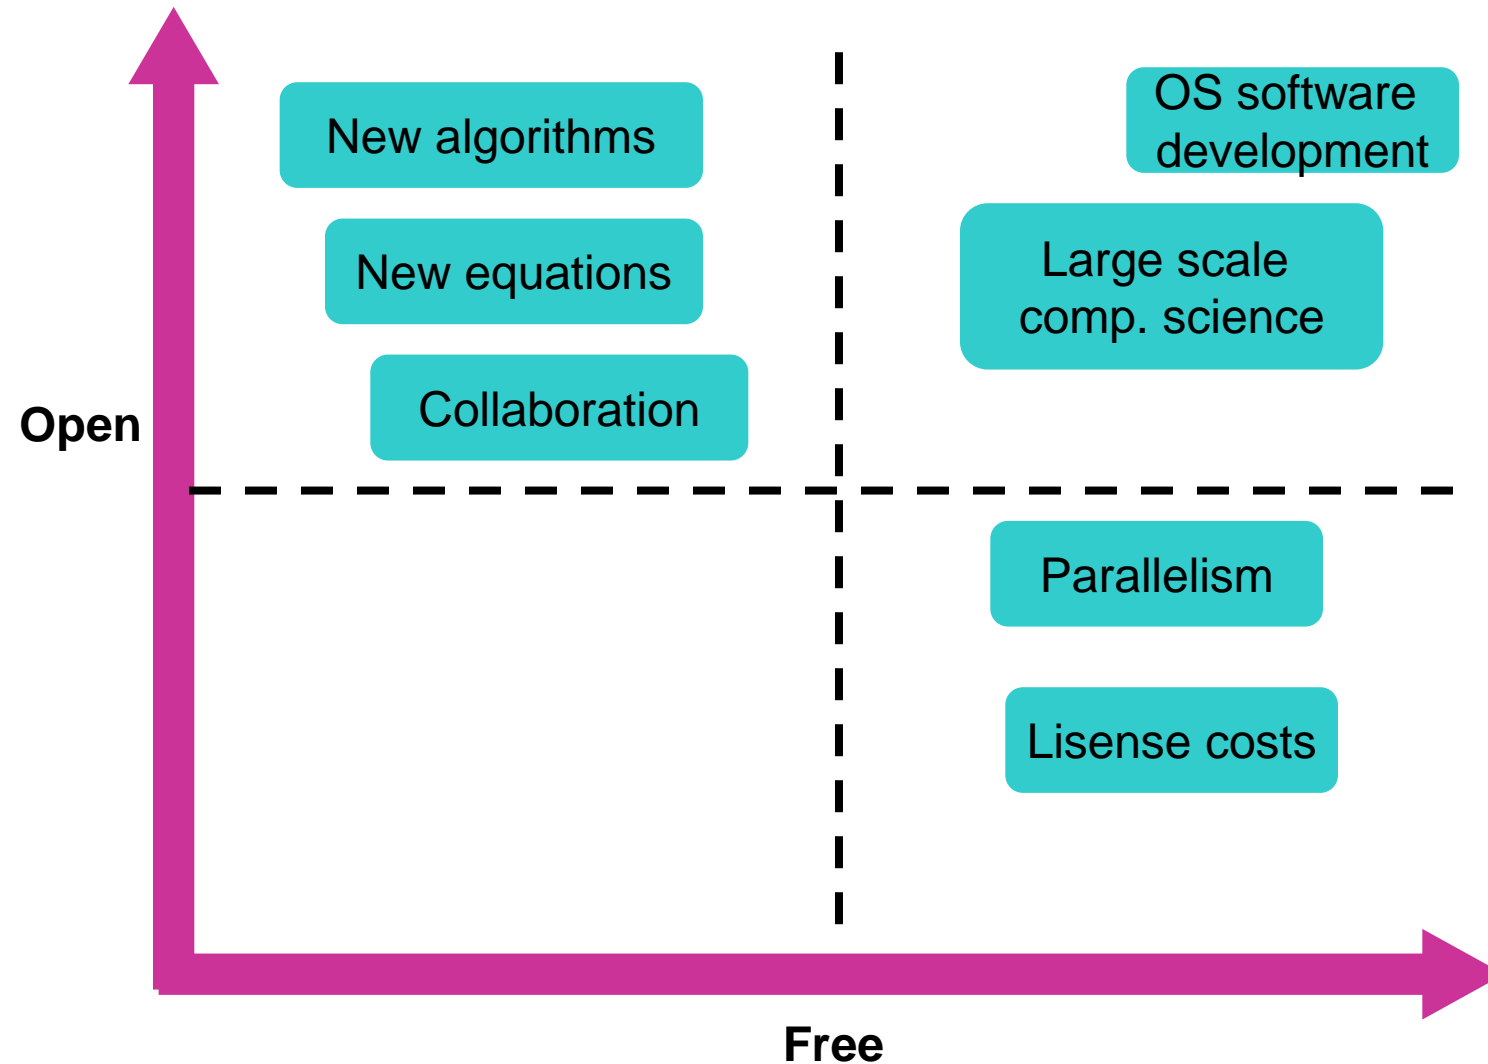 New algorithms
New equations
Collaboration
OS software
development
Large scale
comp. science
Open
Parallelism
Lisense costs
Free